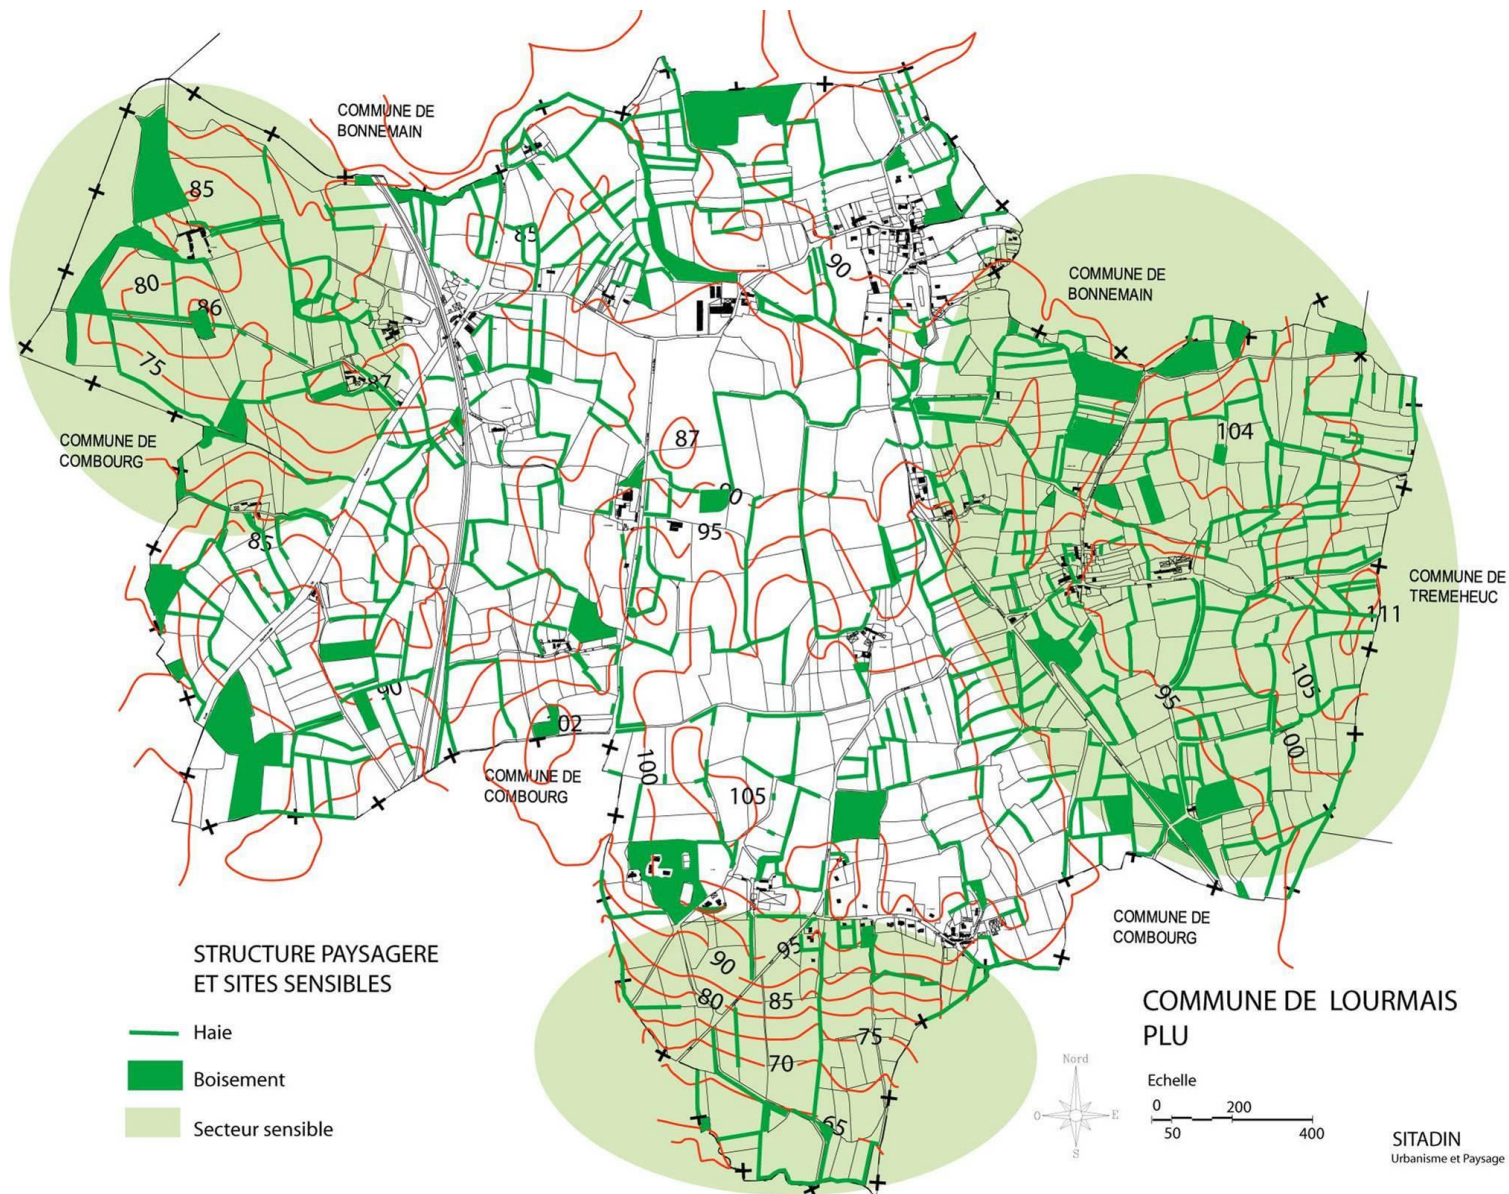 COMMUNE DE
BONNEMAIN
85
85
80
86
75
87
90
COMMUNE DE
BONNEMAIN
COMMUNE DE
COMBOURG
87
90
95
104
85
COMMUNE DE
TREMEHEUC
111
90
102
95
105
100
COMMUNE DE
COMBOURG
100
105
COMMUNE DE
COMBOURG
90
95
80
85
75
70
65
STRUCTURE PAYSAGERE
ET SITES SENSIBLES
Haie
Boisement
Secteur sensible
COMMUNE DE LOURMAIS
PLU
Nord
O
E
S
Echelle
0
200
50
400
SITADIN
Urbanisme et Paysage